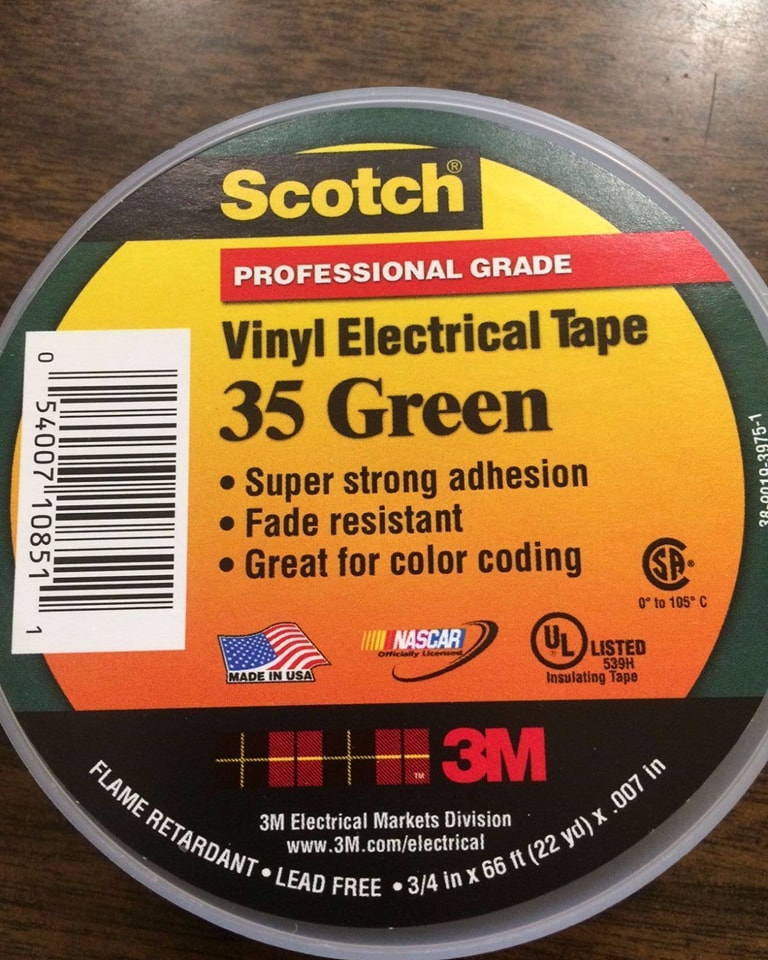 Scotch®
PROFESSIONAL GRADE
Vinyl Electrical Tape
35 Green
• Super strong adhesion
• Fade resistant
• Great for color coding
0 54007 10851 1
38-9019-3975-1
SA®
0° to 105° C
MADE IN USA
NASCAR
Officially Licensed
UL LISTED
539H
Insulating Tape
TM
3M
3M Electrical Markets Division
www.3M.com/electrical
FLAME RETARDANT • LEAD FREE • 3/4 in x 66 ft (22 yd) x .007 in